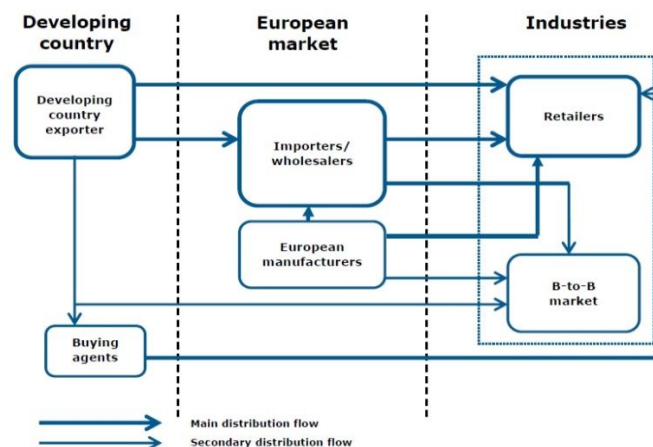 Developing
country
European
market
Industries
Developing
country
exporter
Importers/
wholesalers
Retailers
European
manufacturers
B-to-B
market
Buying
agents
Main distribution flow
Secondary distribution flow